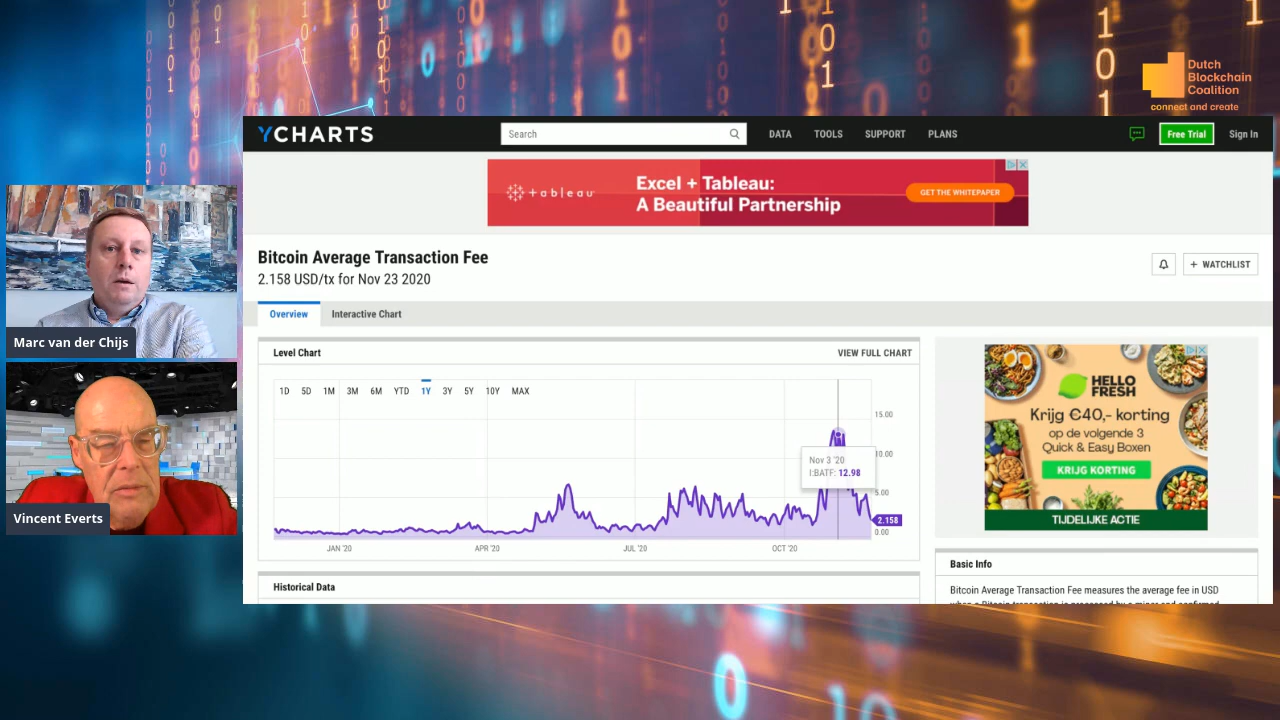 Dutch
Blockchain
Coalition
connect and create
YCHARTS
Search
DATA TOOLS SUPPORT PLANS
Free Trial
Sign In
+ a b l e a u
Excel + Tableau:
A Beautiful Partnership
GET THE WHITEPAPER
Bitcoin Average Transaction Fee
2.158 USD/tx for Nov 23 2020
+ WATCHLIST
Overview
Interactive Chart
Level Chart
VIEW FULL CHART
1D 5D 1M 3M 6M YTD 1Y 3Y 5Y 10Y MAX
15.00
10.00
5.00
0.00
2.158
Nov 3 '20
I:BATF: 12.98
JAN '20 APR '20 JUL '20 OCT '20
Historical Data
HELLO
FRESH
Krijg €40,- korting
op de volgende 3
Quick & Easy Boxen
KRIJG KORTING
TIJDELIJKE ACTIE
Basic Info
Bitcoin Average Transaction Fee measures the average fee in USD
Marc van der Chijs
Vincent Everts